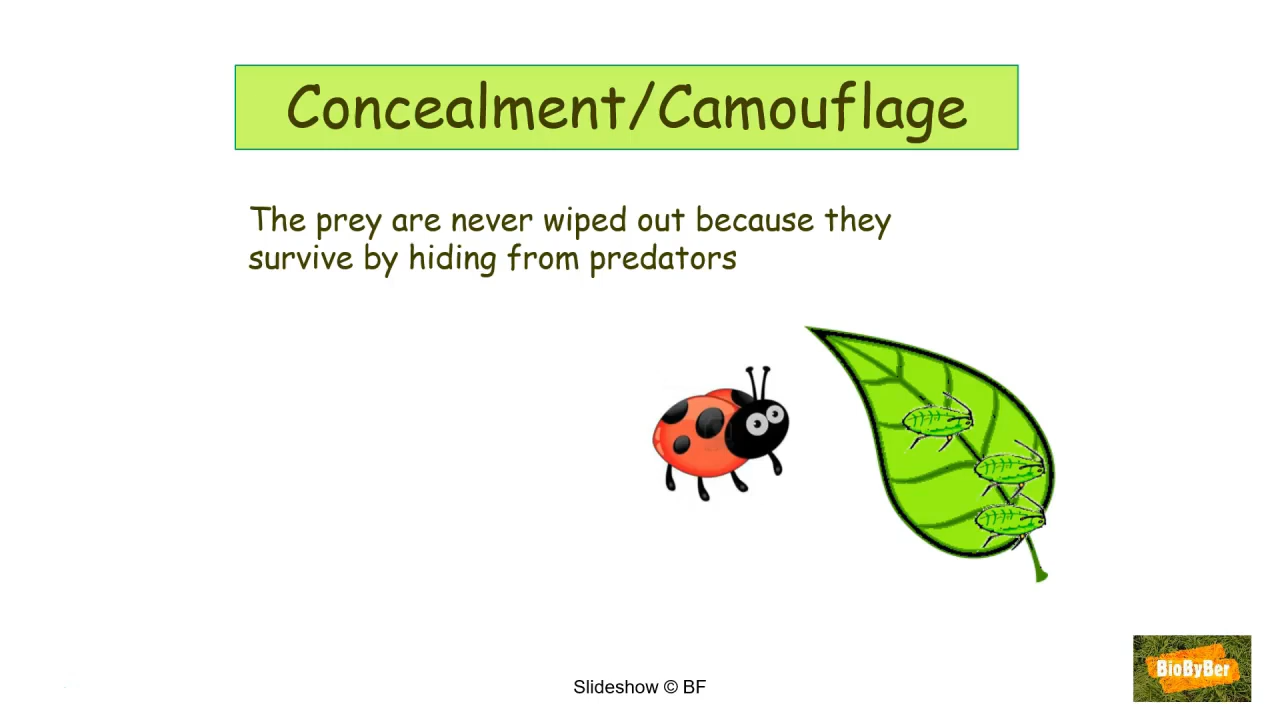 Concealment/Camouflage
The prey are never wiped out because they
survive by hiding from predators
BioByBer
Slideshow © BF